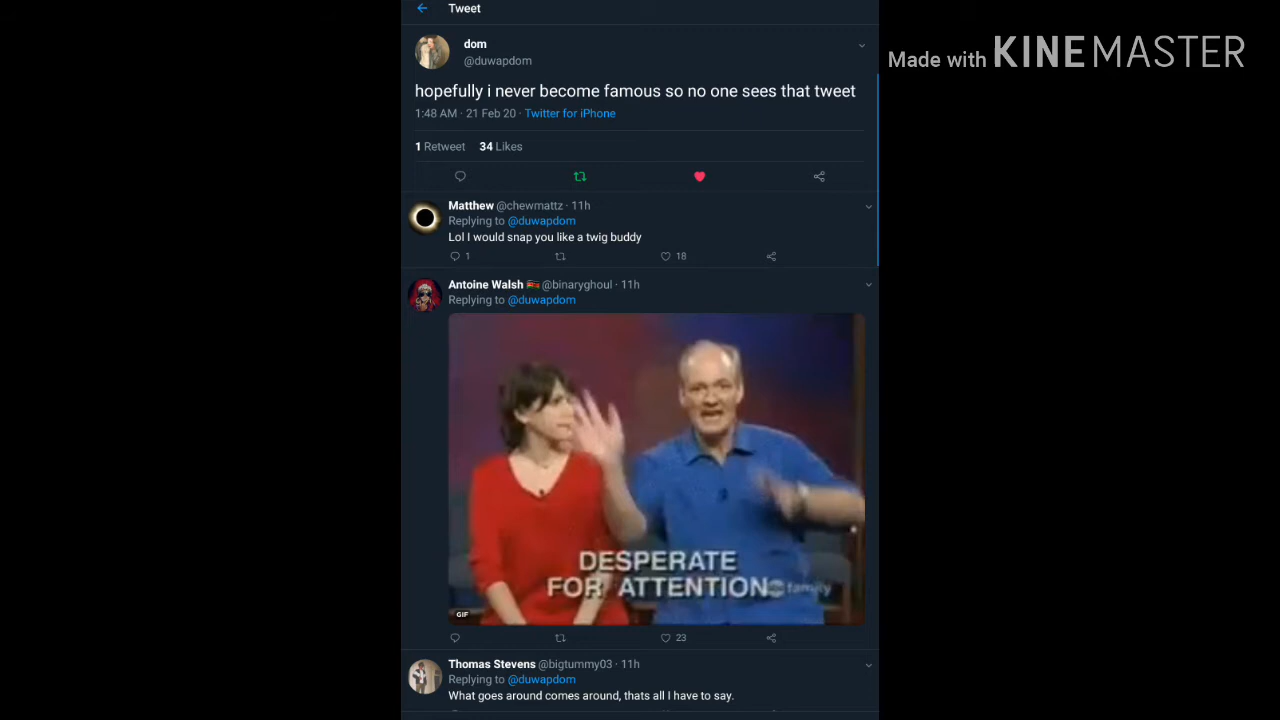 Tweet
Made with KINEMASTER
dom
@duwapdom
hopefully i never become famous so no one sees that tweet
1:48 AM · 21 Feb 20 · Twitter for iPhone
1 Retweet 34 Likes
Matthew @chewmattz · 11h
Replying to @duwapdom
Lol I would snap you like a twig buddy
1 18
Antoine Walsh @binaryghoul · 11h
Replying to @duwapdom
DESPERATE
FOR ATTENTION
abc family
GIF
23
Thomas Stevens @bigtummy03 · 11h
Replying to @duwapdom
What goes around comes around, thats all I have to say.